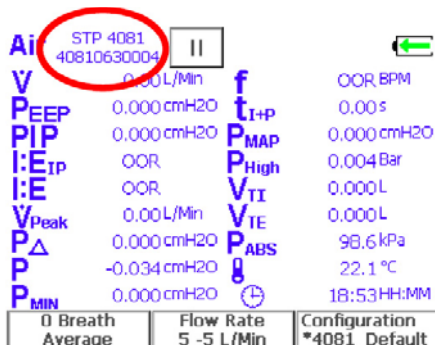 Air STP 4081
40810630004
V̇ 0.00 L/Min f OOR BPM
PEEP 0.000 cmH2O tI+P 0.00 s
PIP 0.000 cmH2O PMAP 0.000 cmH2O
I:EIP OOR PHigh 0.004 Bar
I:E OOR VTI 0.000 L
V̇Peak 0.00 L/Min VTE 0.000 L
P△ 0.000 cmH2O PABS 98.6 kPa
P -0.034 cmH2O 22.1 °C
PMIN 0.000 cmH2O 18:53 HH:MM
0 Breath Flow Rate Configuration
Average 5 -5 L/Min *4081 Default